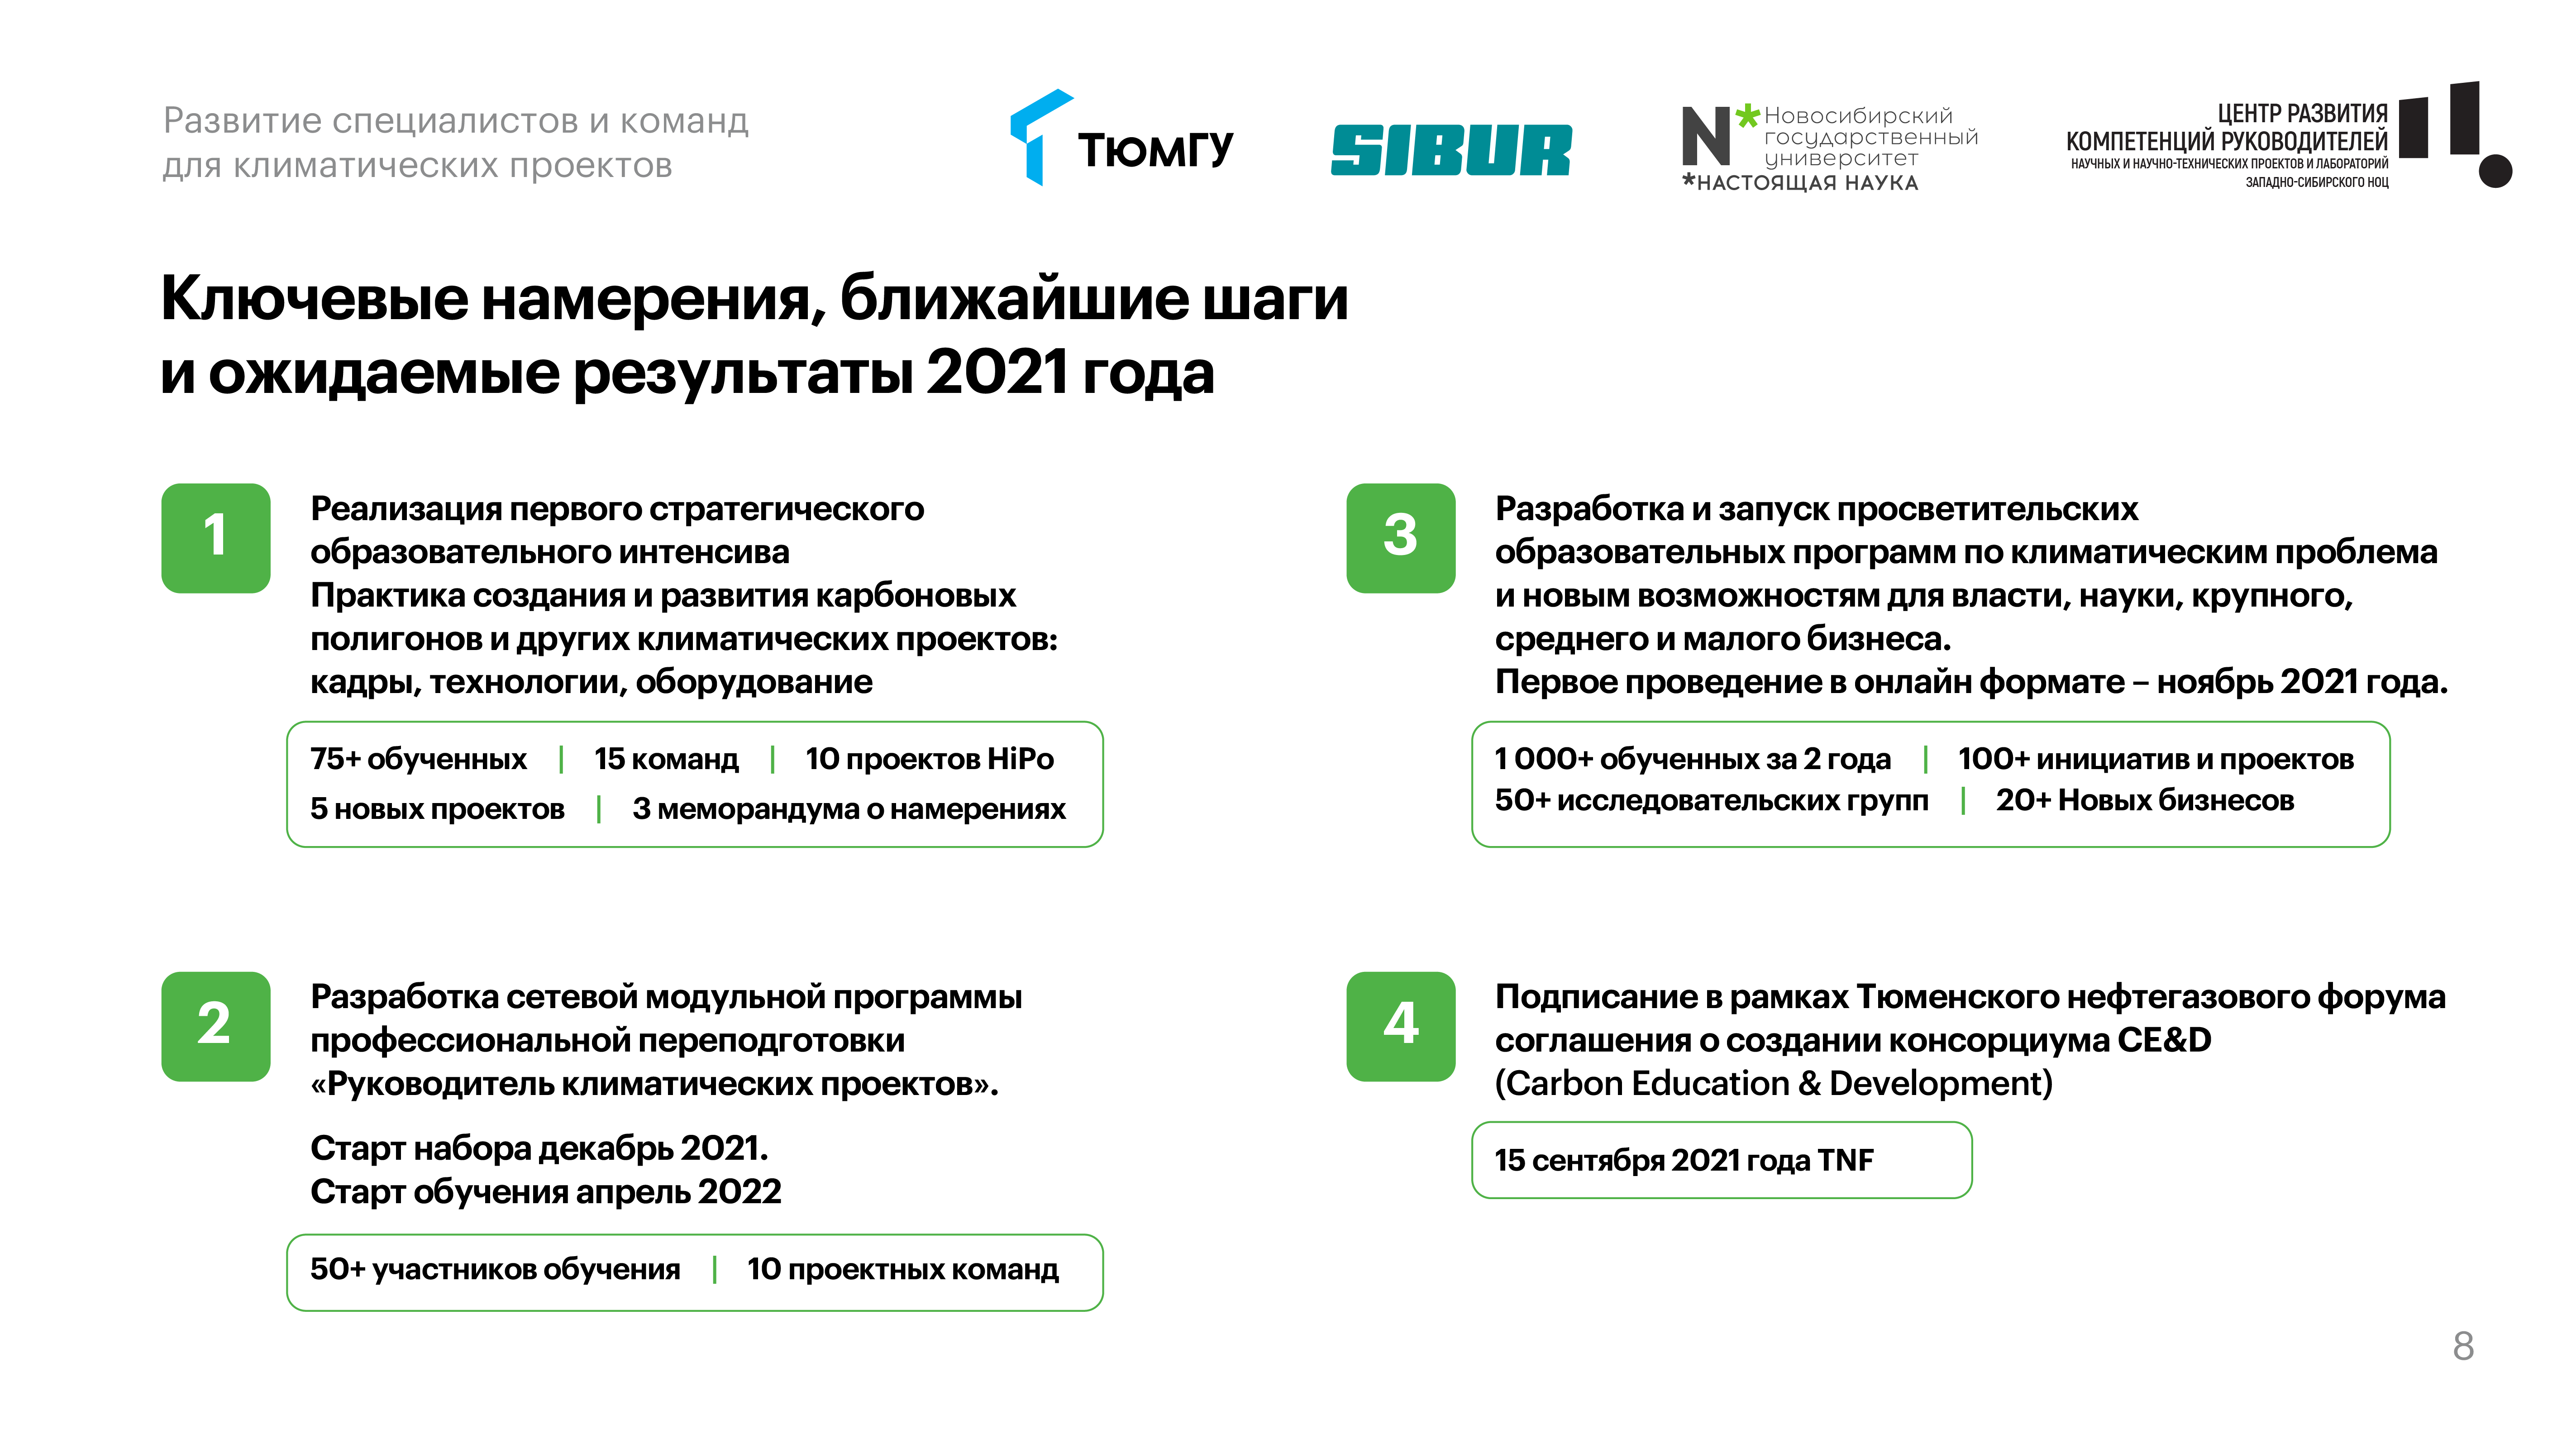 Развитие специалистов и команд
для климатических проектов
ТЮМГУ
SIBUR
N*
Новосибирский
государственный
университет
*НАСТОЯЩАЯ НАУКА
ЦЕНТР РАЗВИТИЯ
КОМПЕТЕНЦИЙ РУКОВОДИТЕЛЕЙ
НАУЧНЫХ И НАУЧНО-ТЕХНИЧЕСКИХ ПРОЕКТОВ И ЛАБОРАТОРИЙ
ЗАПАДНО-СИБИРСКОГО НОЦ
Ключевые намерения, ближайшие шаги
и ожидаемые результаты 2021 года
1
Реализация первого стратегического
образовательного интенсива
Практика создания и развития карбоновых
полигонов и других климатических проектов:
кадры, технологии, оборудование
75+ обученных | 15 команд | 10 проектов HiPo
5 новых проектов | 3 меморандума о намерениях
2
Разработка сетевой модульной программы
профессиональной переподготовки
«Руководитель климатических проектов».
Старт набора декабрь 2021.
Старт обучения апрель 2022
50+ участников обучения | 10 проектных команд
3
Разработка и запуск просветительских
образовательных программ по климатическим проблема
и новым возможностям для власти, науки, крупного,
среднего и малого бизнеса.
Первое проведение в онлайн формате – ноябрь 2021 года.
1 000+ обученных за 2 года | 100+ инициатив и проектов
50+ исследовательских групп | 20+ Новых бизнесов
4
Подписание в рамках Тюменского нефтегазового форума
соглашения о создании консорциума CE&D
(Carbon Education & Development)
15 сентября 2021 года TNF
8